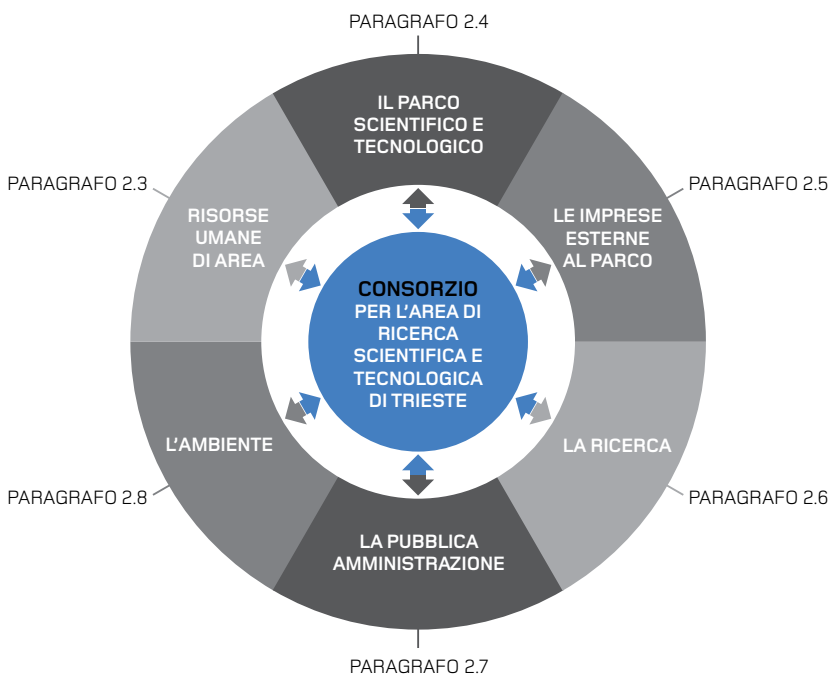 PARAGRAFO 2.4
IL PARCO
SCIENTIFICO E
TECNOLOGICO
PARAGRAFO 2.3
PARAGRAFO 2.5
RISORSE
UMANE
DI AREA
LE IMPRESE
ESTERNE
AL PARCO
CONSORZIO
PER L'AREA DI
RICERCA
SCIENTIFICA E
TECNOLOGICA
DI TRIESTE
L'AMBIENTE
LA RICERCA
PARAGRAFO 2.8
PARAGRAFO 2.6
LA PUBBLICA
AMMINISTRAZIONE
PARAGRAFO 2.7